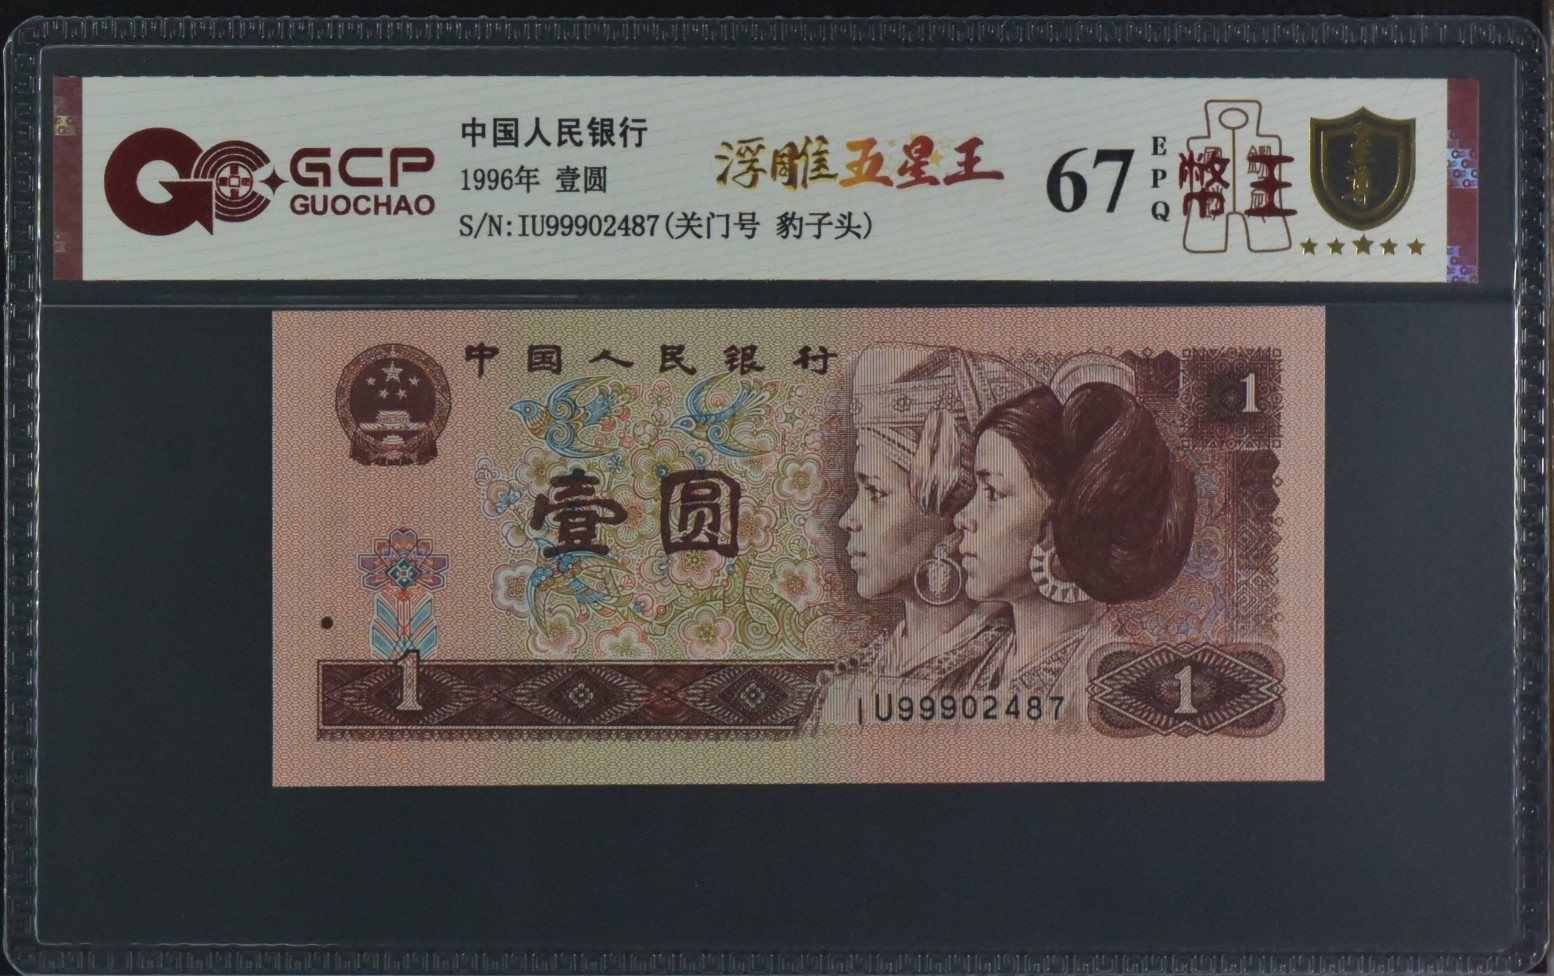 GCP
GUOCHAO
中国人民银行
1996年 壹圆
S/N:IU99902487(关门号 豹子头)
浮雕五星王
67
EPQ
幣王
中国人民银行
1
壹圆
1
IU99902487
1